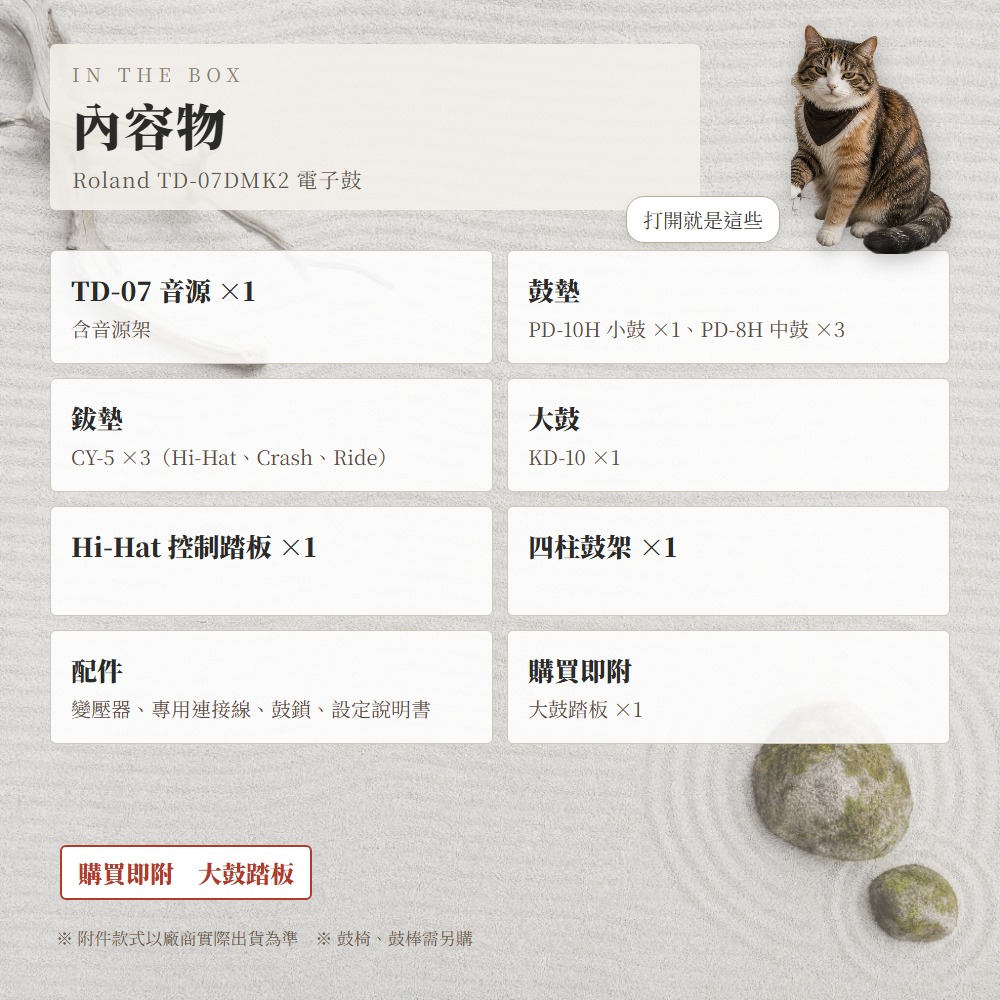 IN THE BOX
內容物
Roland TD-07DMK2 電子鼓
打開就是這些
TD-07 音源 ×1
含音源架
鼓墊
PD-10H 小鼓 ×1、PD-8H 中鼓 ×3
鈸墊
CY-5 ×3（Hi-Hat、Crash、Ride）
大鼓
KD-10 ×1
Hi-Hat 控制踏板 ×1
四柱鼓架 ×1
配件
變壓器、專用連接線、鼓鎖、設定說明書
購買即附
大鼓踏板 ×1
購買即附　大鼓踏板
※ 附件款式以廠商實際出貨為準　※ 鼓椅、鼓棒需另購